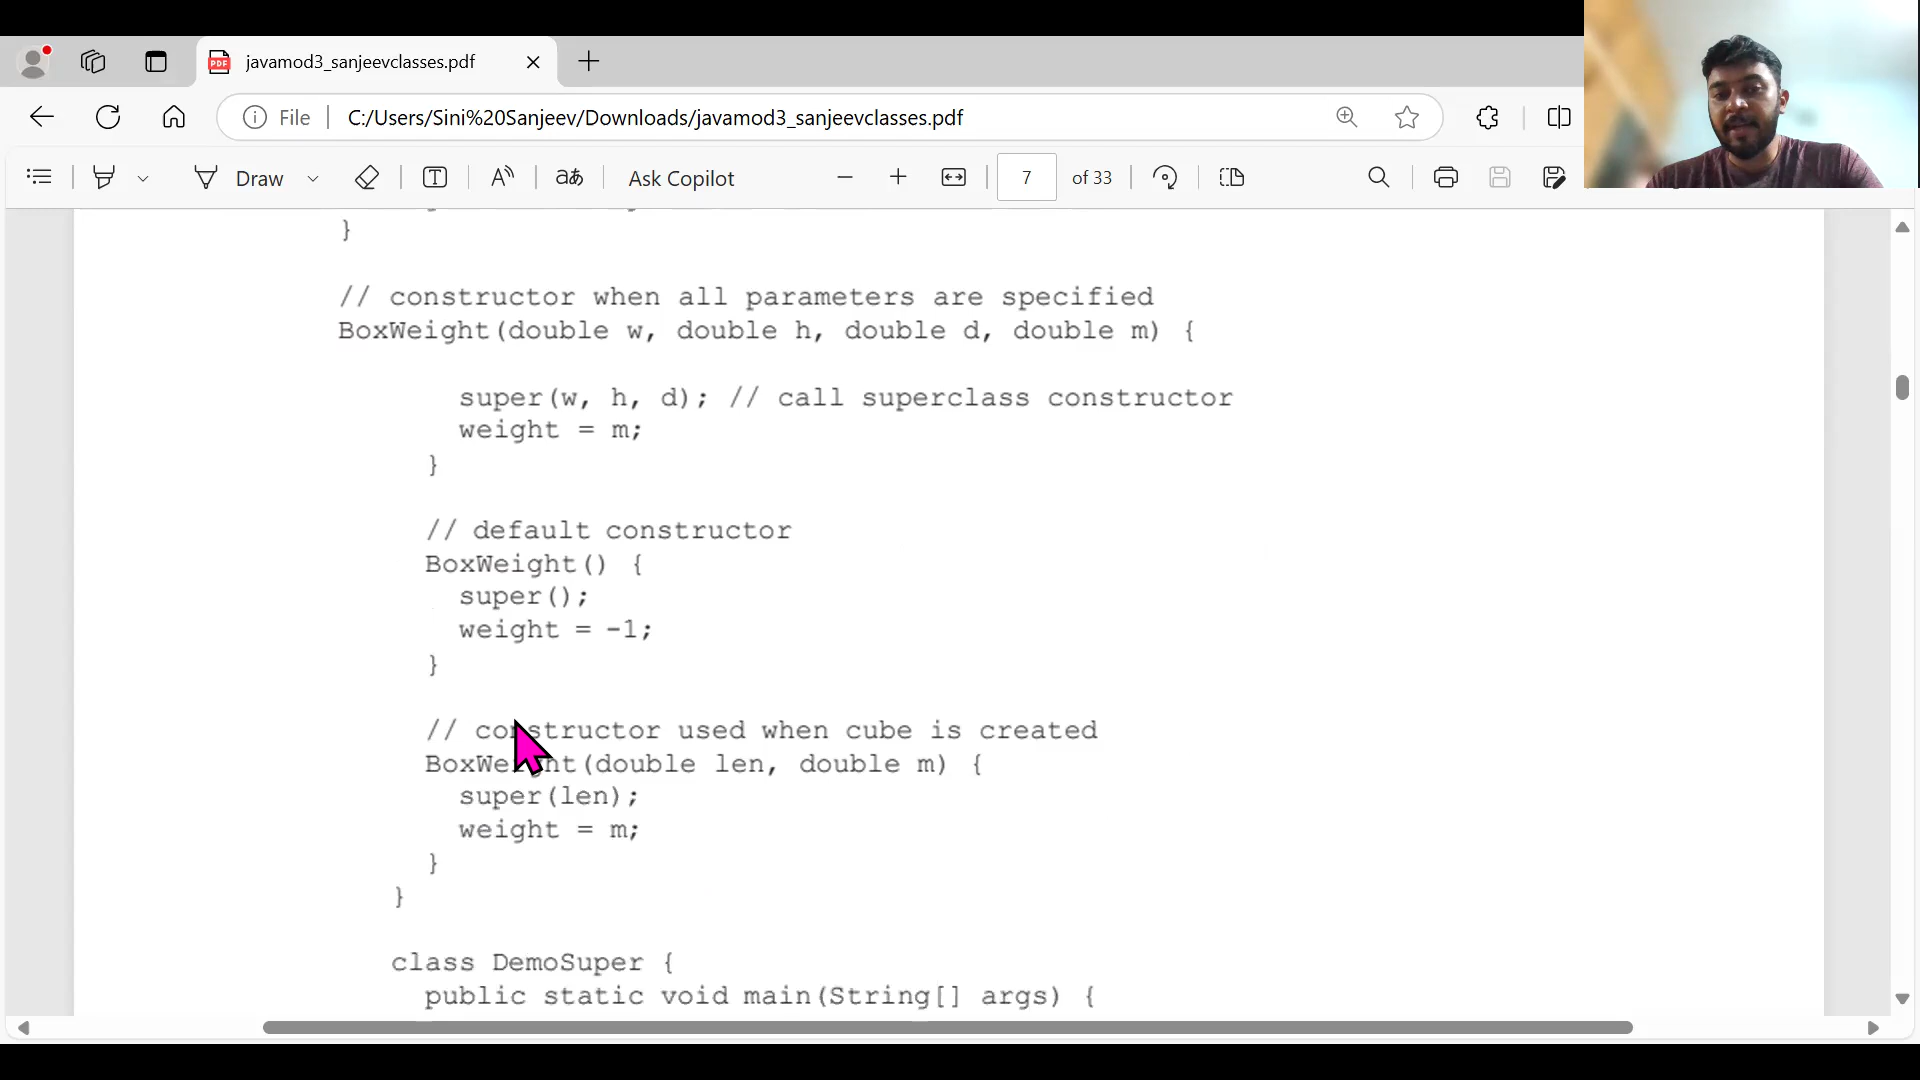 javamod3_sanjeevclasses.pdf
File
C:/Users/Sini%20Sanjeev/Downloads/javamod3_sanjeevclasses.pdf
Draw
aあ
Ask Copilot
7
of 33
}
// constructor when all parameters are specified
BoxWeight(double w, double h, double d, double m) {
super(w, h, d); // call superclass constructor
weight = m;
}
// default constructor
BoxWeight() {
super();
weight = -1;
}
// constructor used when cube is created
BoxWeight(double len, double m) {
super(len);
weight = m;
}
}
class DemoSuper {
public static void main(String[] args) {